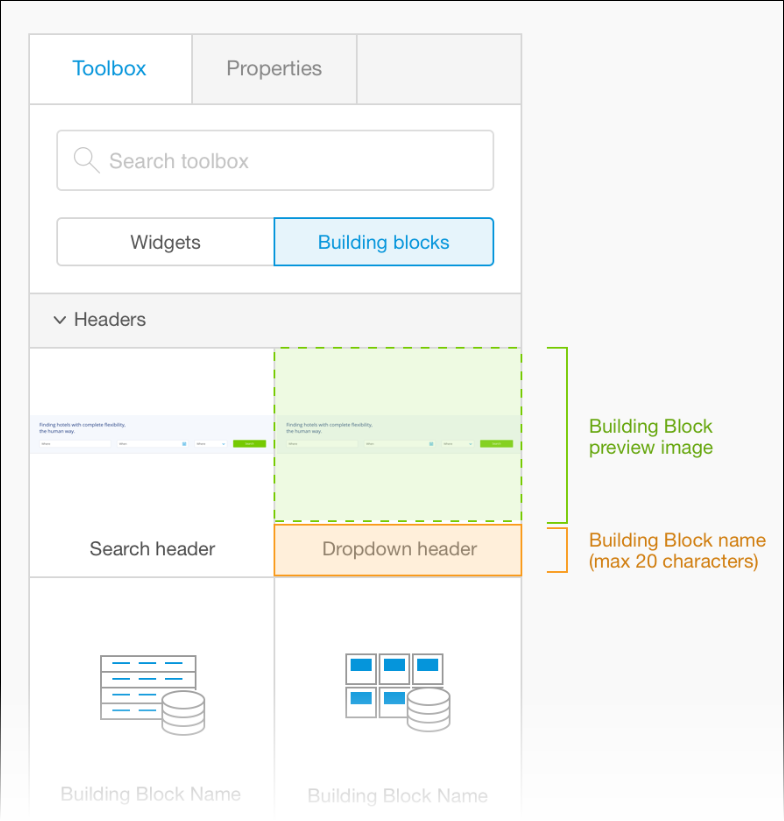 Toolbox
Properties
Search toolbox
Widgets
Building blocks
Headers
Finding hotels with complete flexibility,
the human way.
Finding hotels with complete flexibility,
the human way.
Building Block
preview image
Search header
Dropdown header
Building Block name
(max 20 characters)
Building Block Name
Building Block Name